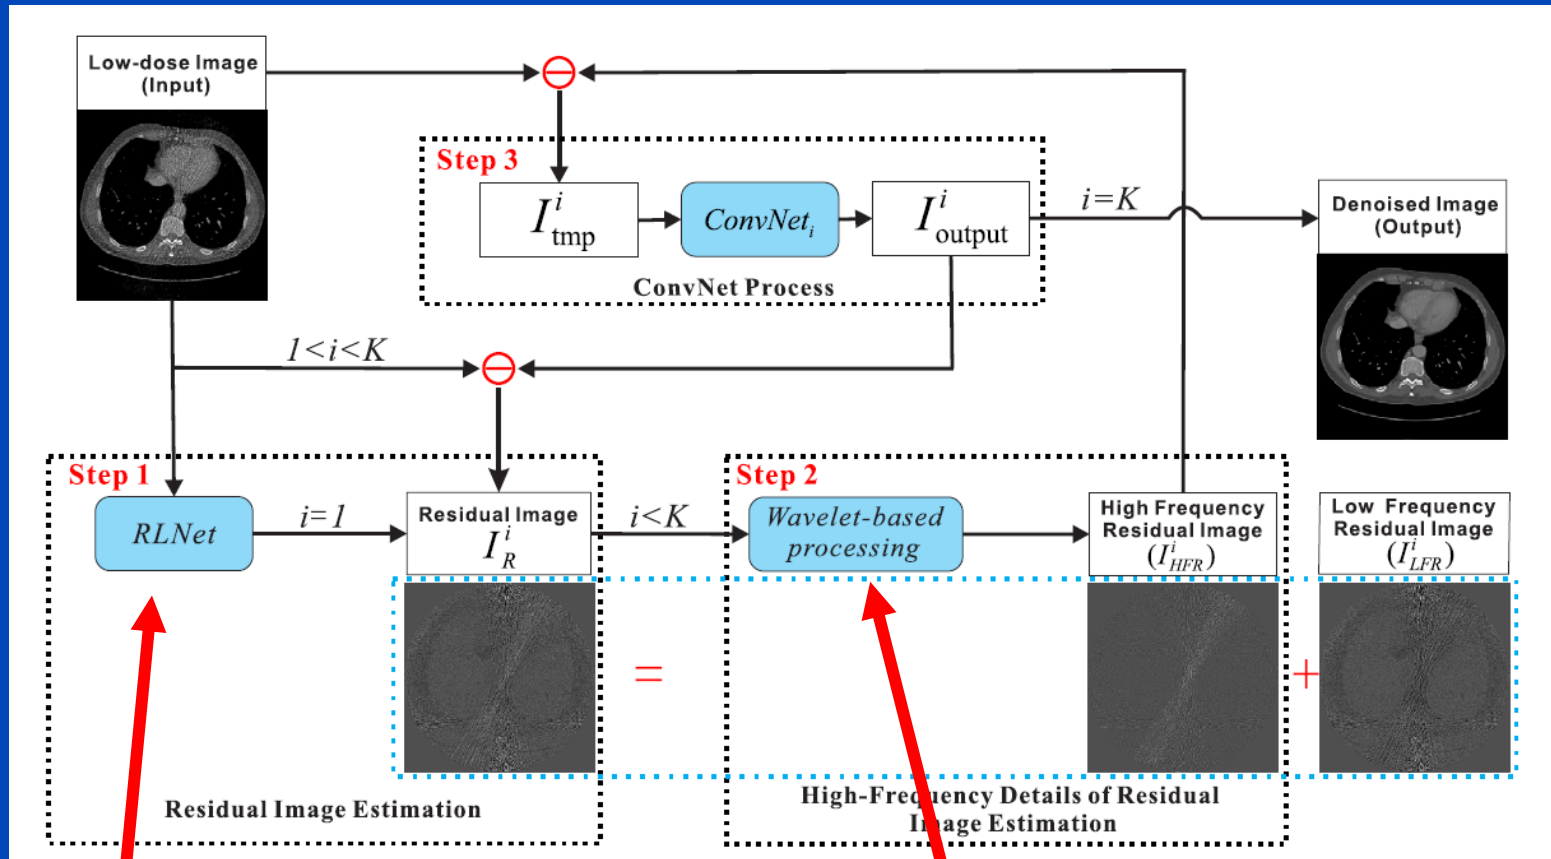 Low-dose Image
(Input)
Step 3
I^i_tmp
ConvNet_i
I^i_output
i=K
ConvNet Process
Denoised Image
(Output)
1<i<K
Step 1
RLNet
i=1
Residual Image
I^i_R
i<K
Residual Image Estimation
Step 2
Wavelet-based
processing
High Frequency
Residual Image
(I^i_HFR)
Low Frequency
Residual Image
(I^i_LFR)
=
+
High-Frequency Details of Residual
Image Estimation